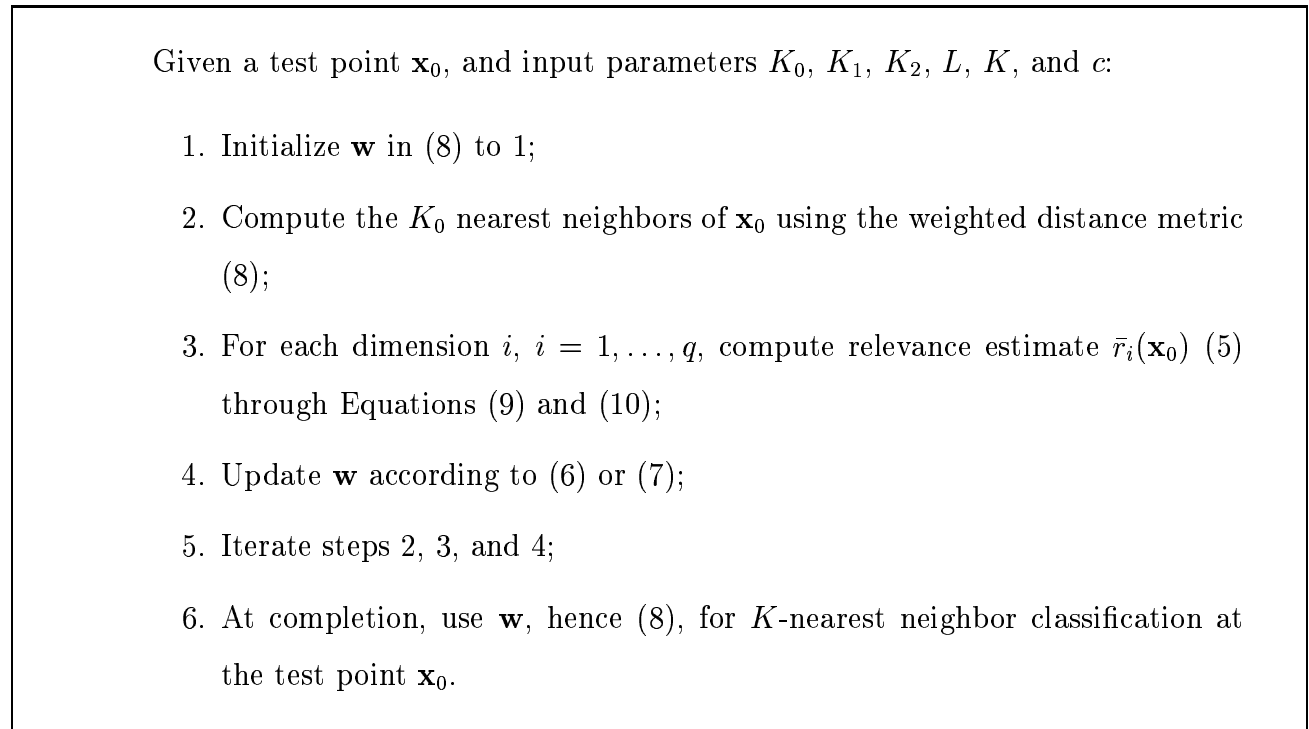 Given a test point x₀, and input parameters K₀, K₁, K₂, L, K, and c:
1. Initialize w in (8) to 1;
2. Compute the K₀ nearest neighbors of x₀ using the weighted distance metric
(8);
3. For each dimension i, i = 1, . . . , q, compute relevance estimate r̄ᵢ(x₀) (5)
through Equations (9) and (10);
4. Update w according to (6) or (7);
5. Iterate steps 2, 3, and 4;
6. At completion, use w, hence (8), for K-nearest neighbor classification at
the test point x₀.